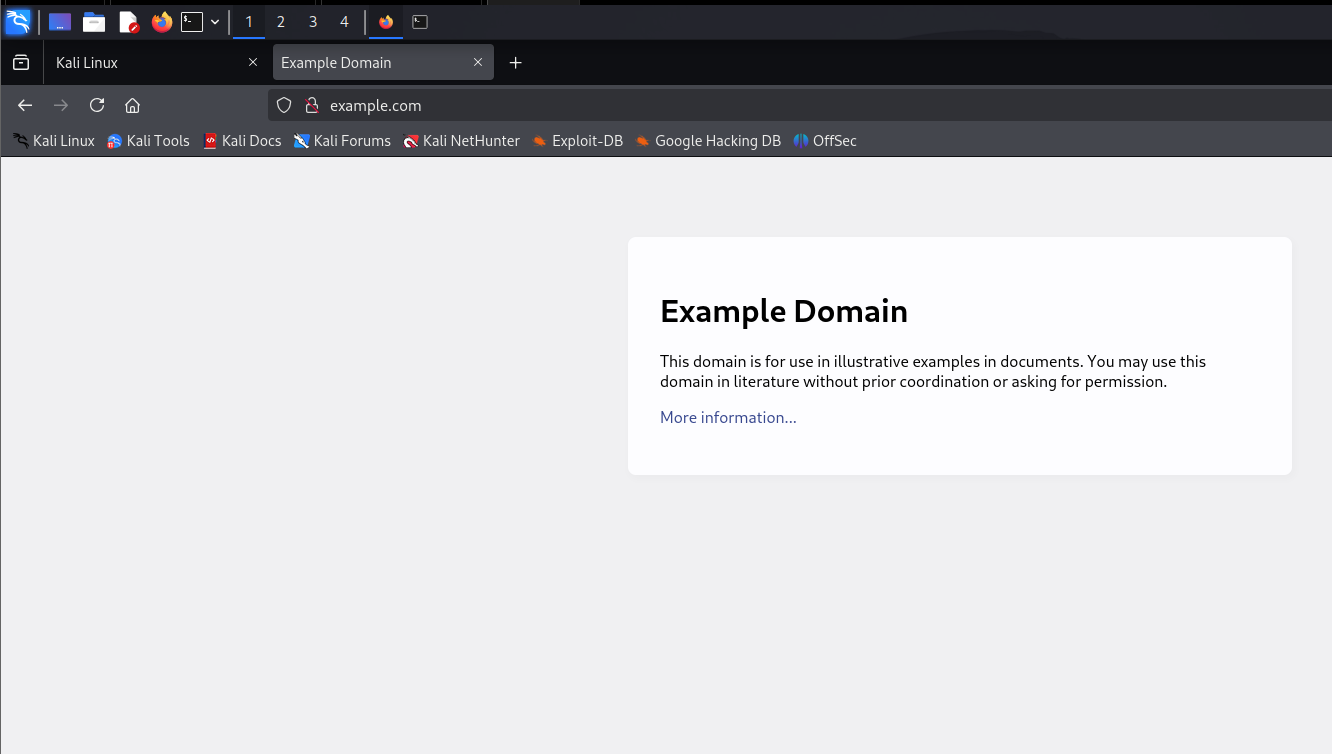 1 2 3 4
Kali Linux
Example Domain
example.com
Kali Linux Kali Tools Kali Docs Kali Forums Kali NetHunter Exploit-DB Google Hacking DB OffSec
Example Domain
This domain is for use in illustrative examples in documents. You may use this
domain in literature without prior coordination or asking for permission.
More information...